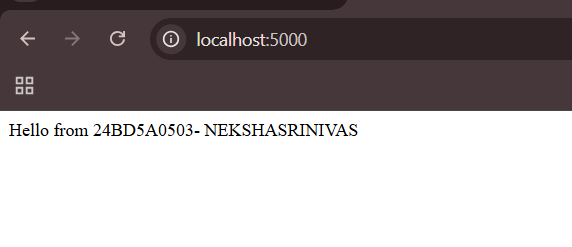 localhost:5000
Hello from 24BD5A0503- NEKSHASRINIVAS